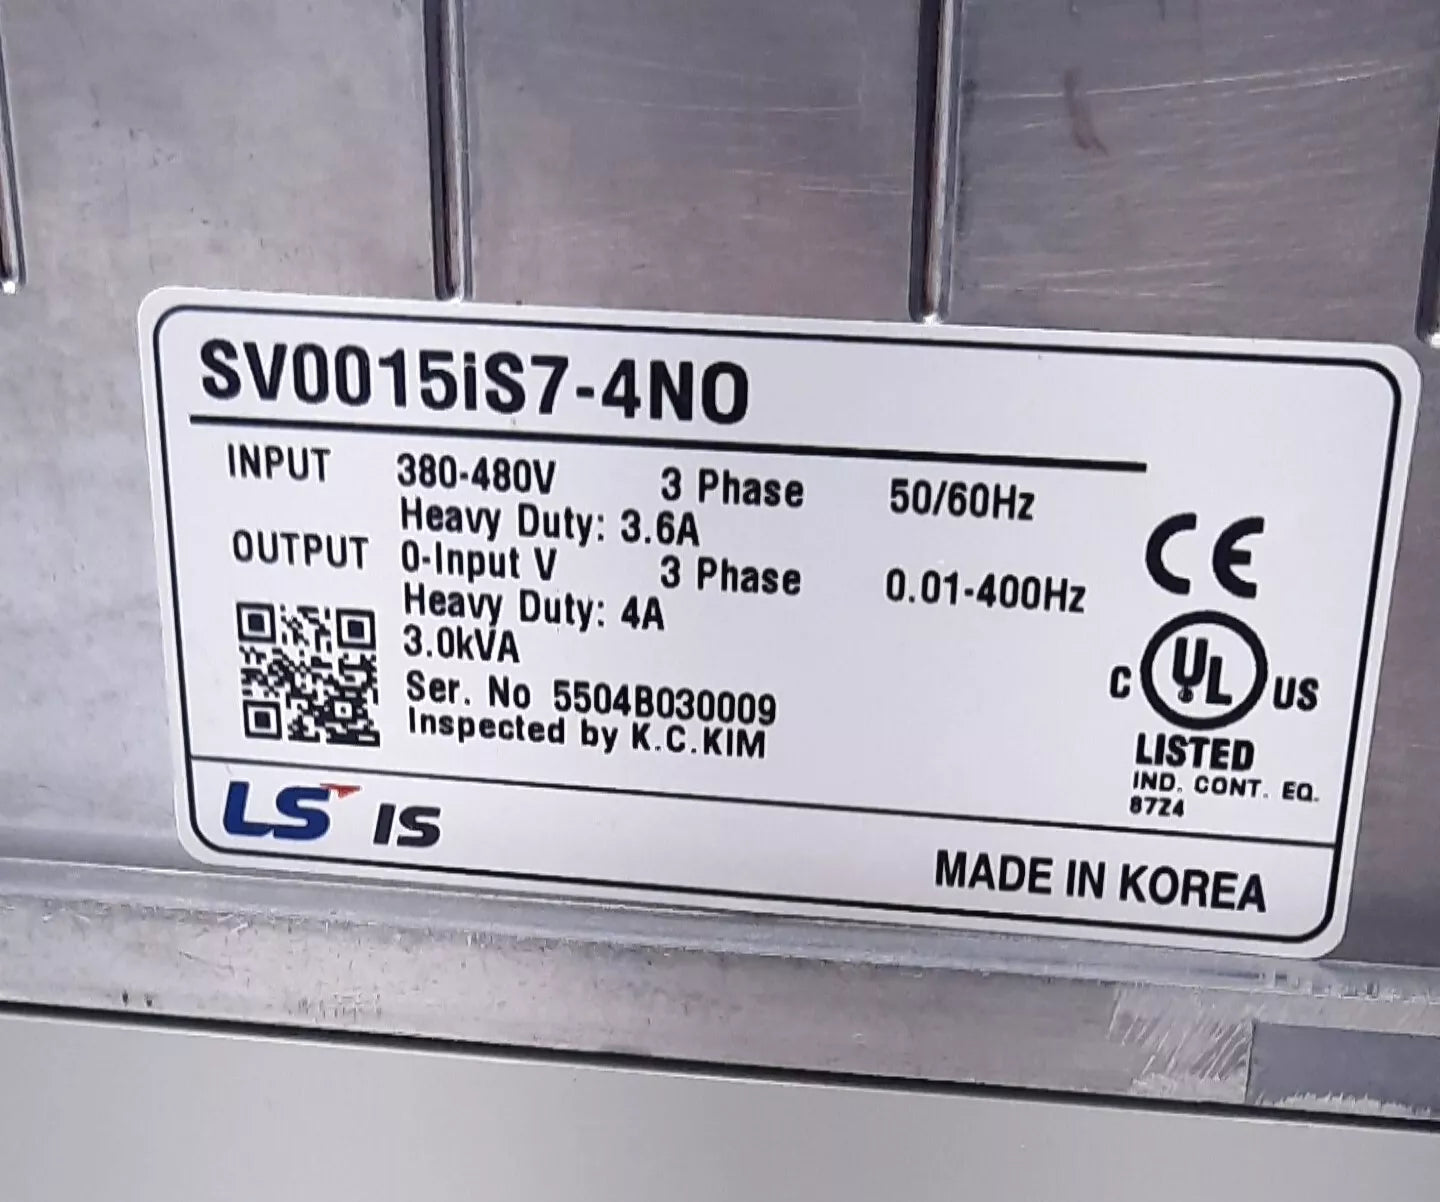 SV0015iS7-4NO
INPUT 380-480V 3 Phase 50/60Hz
Heavy Duty: 3.6A
OUTPUT 0-Input V 3 Phase 0.01-400Hz
Heavy Duty: 4A
3.0kVA
Ser. No 5504B030009
Inspected by K.C.KIM
CE
C UL US
LISTED
IND. CONT. EQ.
87Z4
LS IS
MADE IN KOREA